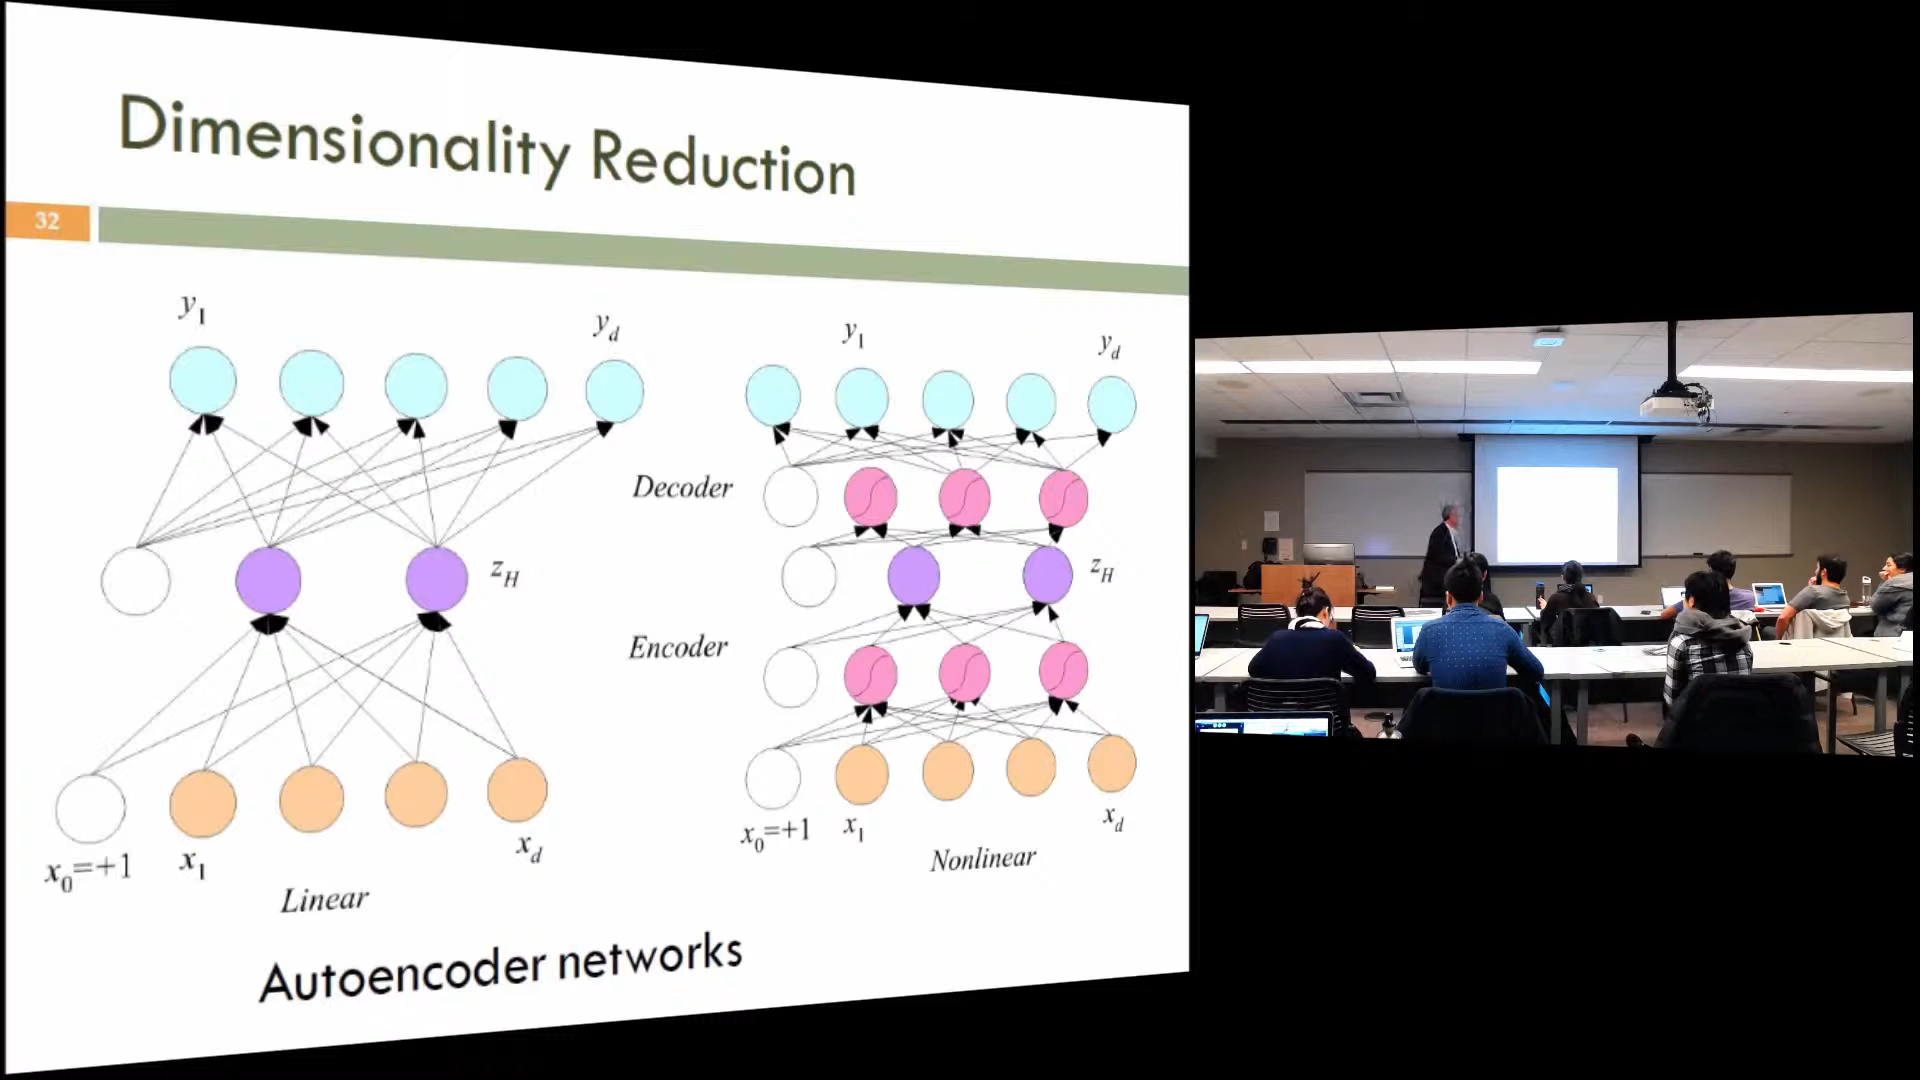 Dimensionality Reduction
32
y₁ y_d
y₁ y_d
Decoder
z_H
z_H
Encoder
x₀=+1 x₁ x_d
x₀=+1 x₁ x_d
Linear
Nonlinear
Autoencoder networks